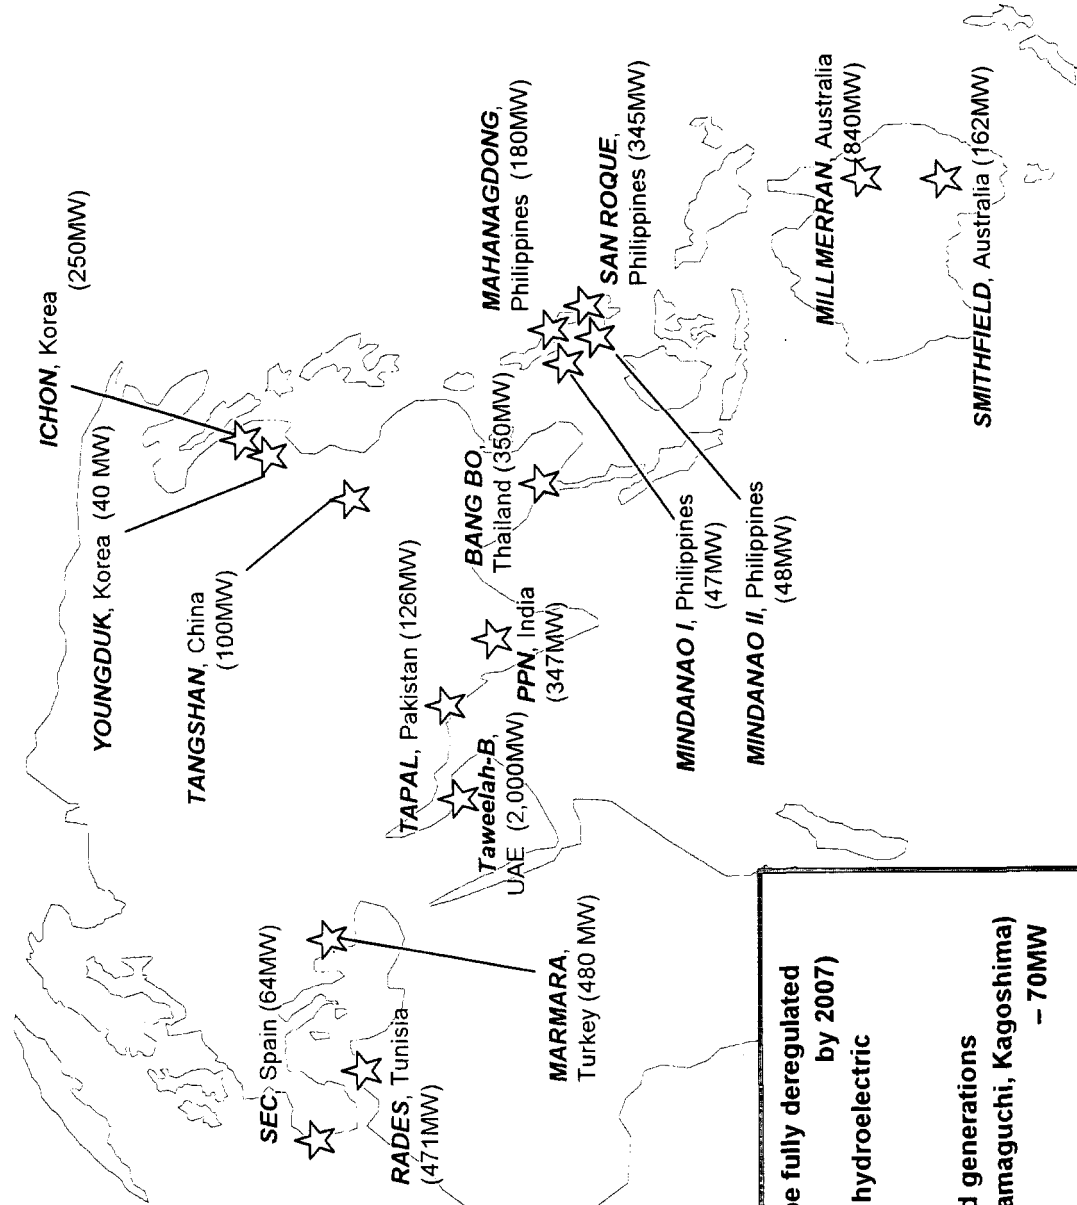 ICHON, Korea
(250MW)
YOUNGDUK, Korea (40 MW)
TANGSHAN, China
(100MW)
MAHANAGDONG,
Philippines (180MW)
SAN ROQUE,
Philippines (345MW)
BANG BO,
Thailand (350MW)
TAPAL, Pakistan (126MW)
PPN, India
(347MW)
Taweelah-B,
UAE (2,000MW)
SEC, Spain (64MW)
RADES, Tunisia
(471MW)
MARMARA,
Turkey (480 MW)
MINDANAO I, Philippines
(47MW)
MINDANAO II, Philippines
(48MW)
MILLMERRAN, Australia
(840MW)
SMITHFIELD, Australia (162MW)
fully deregulated
by 2007)
hydroelectric
generations
Kagoshima)
– 70MW